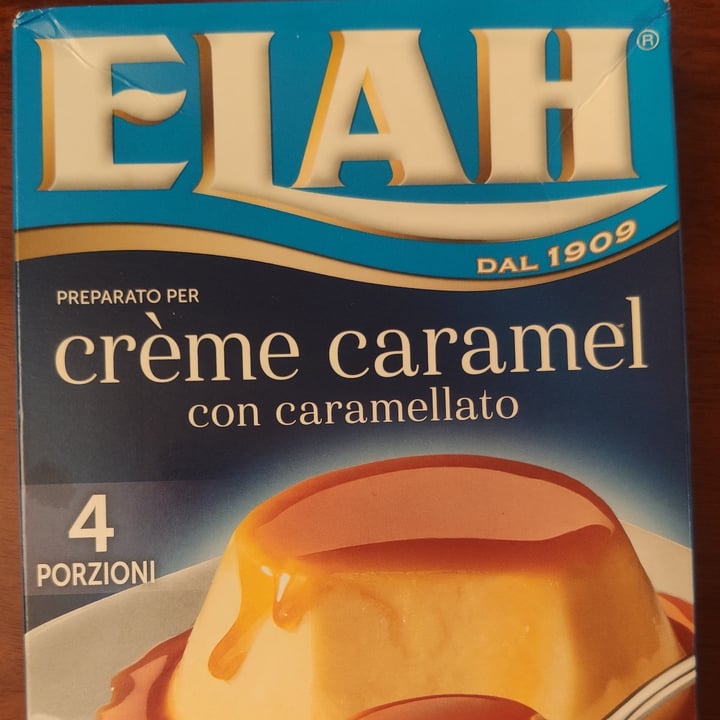 ELAH®
DAL 1909
PREPARATO PER
crème caramel
con caramellato
4
PORZIONI